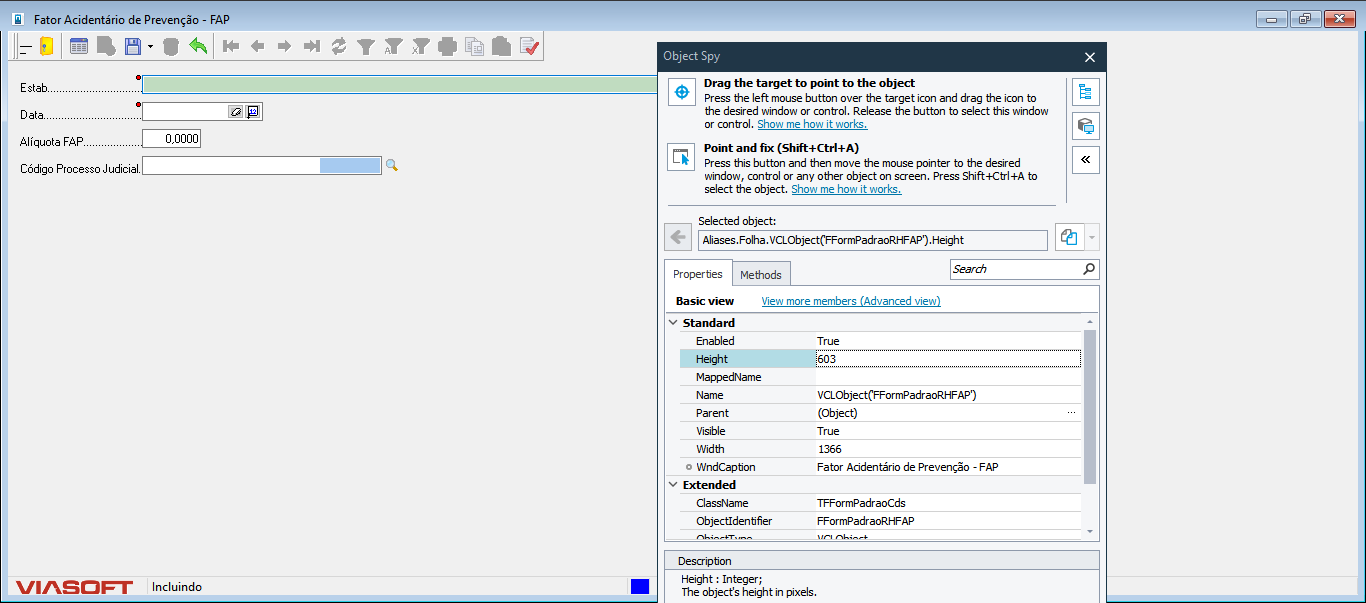 Fator Acidentário de Prevenção - FAP
Estab.
Data.
Alíquota FAP.
0,0000
Código Processo Judicial.
VIASOFT
Incluindo
Object Spy
Drag the target to point to the object
Press the left mouse button over the target icon and drag the icon to
the desired window or control. Release the button to select this window
or control. Show me how it works.
Point and fix (Shift+Ctrl+A)
Press this button and then move the mouse pointer to the desired
window, control or any other object on screen. Press Shift+Ctrl+A to
select the object. Show me how it works.
Selected object:
Aliases.Folha.VCLObject('FFormPadraoRHFAP').Height
Properties
Methods
Search
Basic view
View more members (Advanced view)
Standard
Enabled True
Height 603
MappedName
Name VCLObject('FFormPadraoRHFAP')
Parent (Object) ...
Visible True
Width 1366
WndCaption Fator Acidentário de Prevenção - FAP
Extended
ClassName TFFormPadraoCds
ObjectIdentifier FFormPadraoRHFAP
ObjectType VCLObject
Description
Height : Integer;
The object's height in pixels.